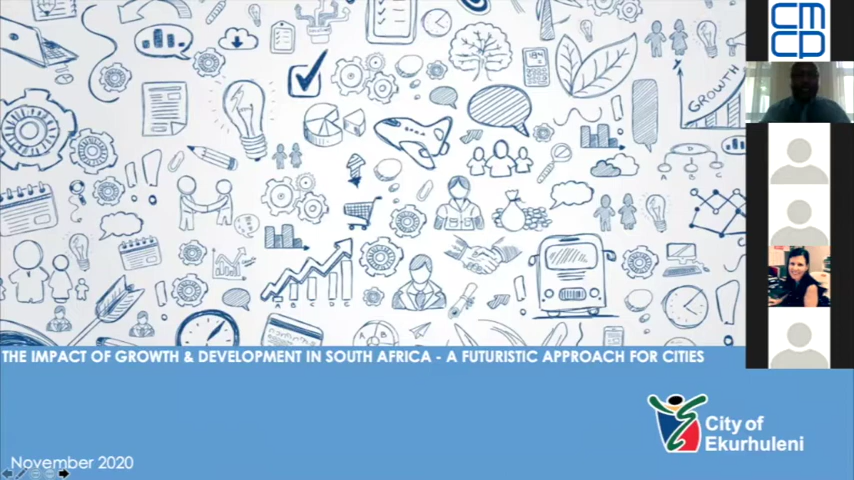 cmcp
GROWTH
X
Y
A B C
A B C D
THE IMPACT OF GROWTH & DEVELOPMENT IN SOUTH AFRICA - A FUTURISTIC APPROACH FOR CITIES
City of
Ekurhuleni
November 2020